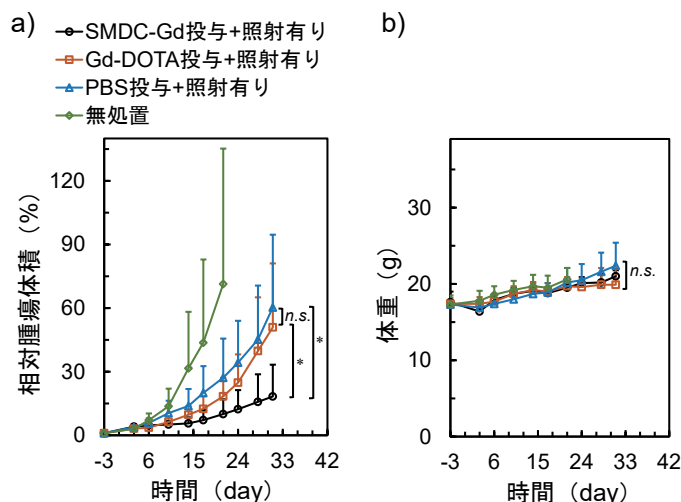 a)
SMDC-Gd投与+照射有り
Gd-DOTA投与+照射有り
PBS投与+照射有り
無処置
相対腫瘍体積（%）
120
90
60
30
0
n.s.
*
*
-3 6 15 24 33 42
時間（day）
b)
体重（g）
30
20
10
0
n.s.
-3 6 15 24 33 42
時間（day）